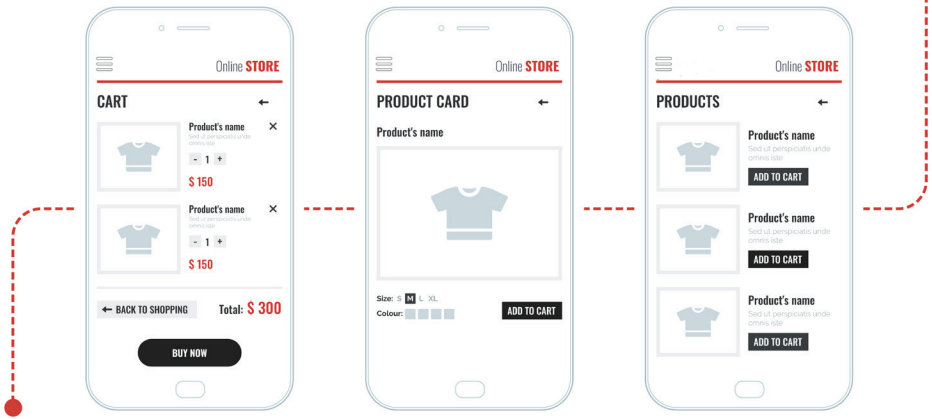 Online STORE
CART
Product's name
Sed ut perspiciatis unde
omnis iste
- 1 +
$ 150
Product's name
Sed ut perspiciatis unde
omnis iste
- 1 +
$ 150
BACK TO SHOPPING
Total: $ 300
BUY NOW
Online STORE
PRODUCT CARD
Product's name
Size: S M L XL
Colour:
ADD TO CART
Online STORE
PRODUCTS
Product's name
Sed ut perspiciatis unde
omnis iste
ADD TO CART
Product's name
Sed ut perspiciatis unde
omnis iste
ADD TO CART
Product's name
Sed ut perspiciatis unde
omnis iste
ADD TO CART